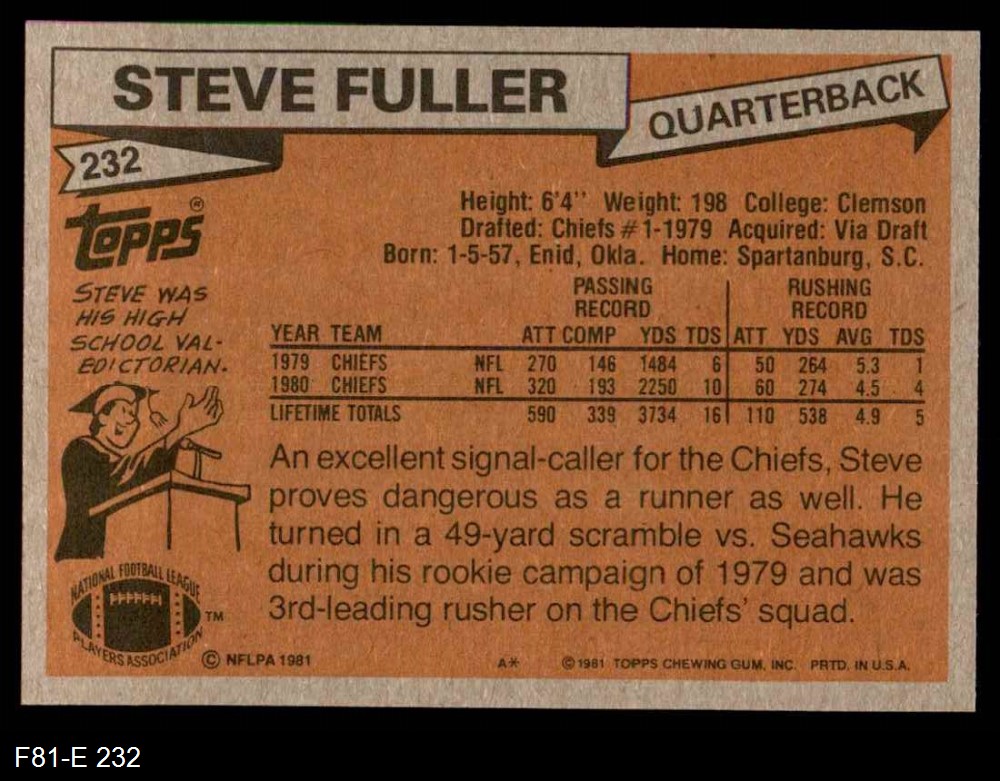 STEVE FULLER
QUARTERBACK
232
TOPPS®
Height: 6'4'' Weight: 198 College: Clemson
Drafted: Chiefs #1-1979 Acquired: Via Draft
Born: 1-5-57, Enid, Okla. Home: Spartanburg, S.C.
STEVE WAS
HIS HIGH
SCHOOL VAL-
EDICTORIAN.
PASSING RUSHING
RECORD RECORD
YEAR TEAM ATT COMP YDS TDS ATT YDS AVG TDS
1979 CHIEFS NFL 270 146 1484 6 50 264 5.3 1
1980 CHIEFS NFL 320 193 2250 10 60 274 4.5 4
LIFETIME TOTALS 590 339 3734 16 110 538 4.9 5
An excellent signal-caller for the Chiefs, Steve
proves dangerous as a runner as well. He
turned in a 49-yard scramble vs. Seahawks
during his rookie campaign of 1979 and was
3rd-leading rusher on the Chiefs' squad.
NATIONAL FOOTBALL LEAGUE
PLAYERS ASSOCIATION
TM
© NFLPA 1981 A* ©1981 TOPPS CHEWING GUM, INC. PRTD. IN U.S.A.
F81-E 232